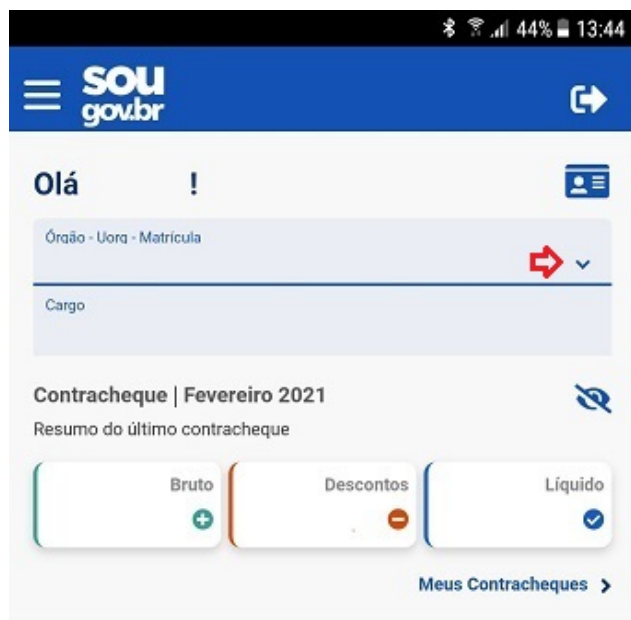 44% 13:44
sou
gov.br
Olá !
Órgão - Uorg - Matrícula
Cargo
Contracheque | Fevereiro 2021
Resumo do último contracheque
Bruto Descontos Líquido
Meus Contracheques